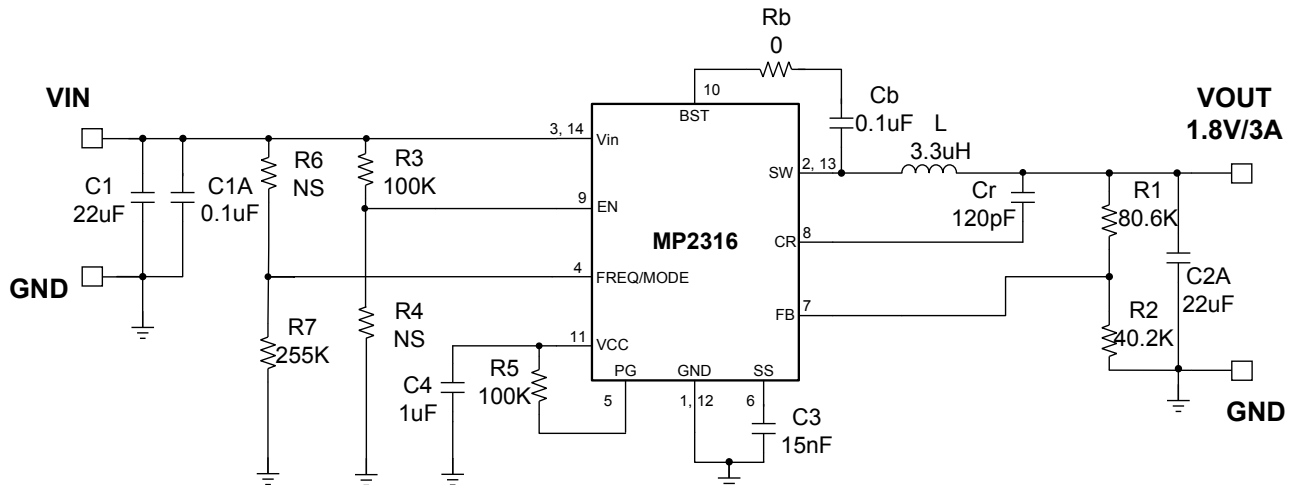 Rb
0
10
BST
VIN
Cb
0.1uF
L
3.3uH
VOUT
1.8V/3A
3, 14
Vin
R6
NS
R3
100K
C1
22uF
C1A
0.1uF
SW
2, 13
Cr
120pF
R1
80.6K
9
EN
MP2316
CR
8
GND
4
FREQ/MODE
C2A
22uF
R7
255K
R4
NS
FB
7
R2
40.2K
11
VCC
C4
1uF
R5
100K
PG
GND
SS
5
1, 12
6
C3
15nF
GND